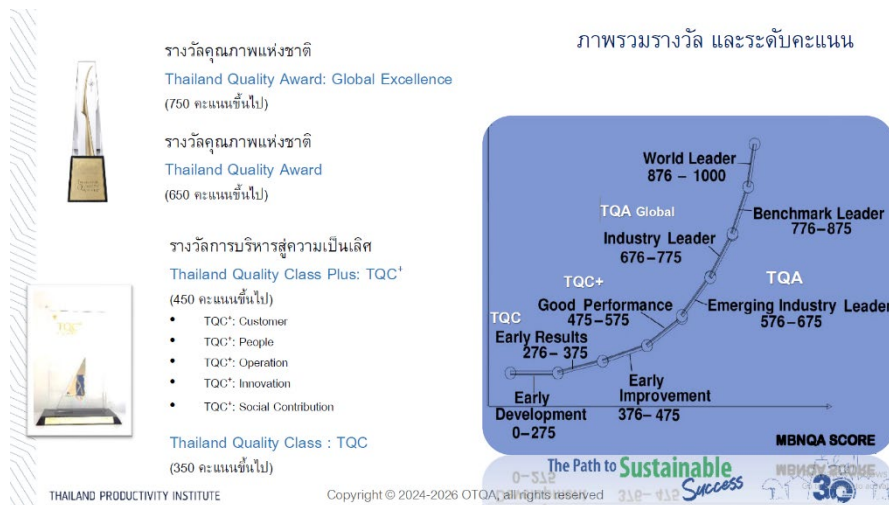 ภาพรวมรางวัล และระดับคะแนน
รางวัลคุณภาพแห่งชาติ
Thailand Quality Award: Global Excellence
(750 คะแนนขึ้นไป)
รางวัลคุณภาพแห่งชาติ
Thailand Quality Award
(650 คะแนนขึ้นไป)
รางวัลการบริหารสู่ความเป็นเลิศ
Thailand Quality Class Plus: TQC⁺
(450 คะแนนขึ้นไป)
• TQC⁺: Customer
• TQC⁺: People
• TQC⁺: Operation
• TQC⁺: Innovation
• TQC⁺: Social Contribution
Thailand Quality Class : TQC
(350 คะแนนขึ้นไป)
TQC⁺
World Leader
876 – 1000
TQA Global
Benchmark Leader
776–875
Industry Leader
676–775
TQC+
TQA
Good Performance
475–575
Emerging Industry Leader
576–675
TQC
Early Results
276 – 375
Early
Improvement
376– 475
Early
Development
0–275
MBNQA SCORE
The Path to Sustainable
Success
0–275
376– 475
MBNQA SCORE
30
THAILAND PRODUCTIVITY INSTITUTE
Copyright © 2024-2026 OTQA, all rights reserved